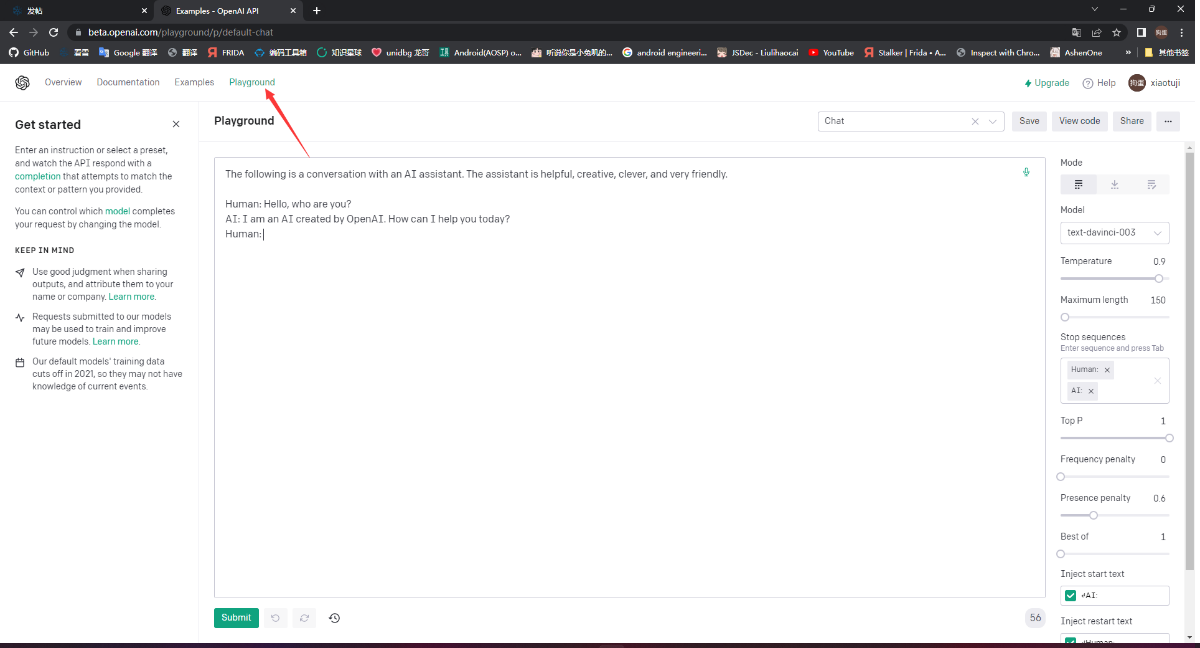 发帖
Examples - OpenAI API
beta.openai.com/playground/p/default-chat
GitHub
看雪
Google 翻译
翻译
FRIDA
编码工具箱
知识星球
unidbg 龙哥
Android(AOSP) o...
听说你是小兔叽的...
android engineeri...
JSDec - Liulihaocai
YouTube
Stalker | Frida • A...
Inspect with Chro...
AshenOne
»
其他书签
Overview
Documentation
Examples
Playground
Upgrade
Help
xiaotuji
Get started
Enter an instruction or select a preset,
and watch the API respond with a
completion that attempts to match the
context or pattern you provided.
You can control which model completes
your request by changing the model.
KEEP IN MIND
Use good judgment when sharing
outputs, and attribute them to your
name or company. Learn more.
Requests submitted to our models
may be used to train and improve
future models. Learn more.
Our default models' training data
cuts off in 2021, so they may not have
knowledge of current events.
Playground
Chat
Save
View code
Share
...
The following is a conversation with an AI assistant. The assistant is helpful, creative, clever, and very friendly.
Human: Hello, who are you?
AI: I am an AI created by OpenAI. How can I help you today?
Human:
Submit
56
Mode
Model
text-davinci-003
Temperature 0.9
Maximum length 150
Stop sequences
Enter sequence and press Tab
Human: ×
AI: ×
Top P 1
Frequency penalty 0
Presence penalty 0.6
Best of 1
Inject start text
↵AI:
Inject restart text
↵Human: